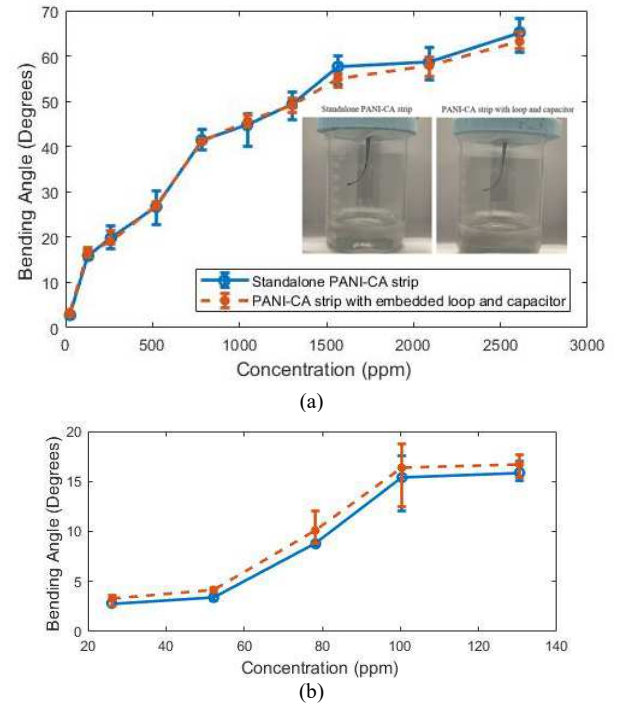 70
60
50
40
30
20
10
0
Bending Angle (Degrees)
Standalone PANI-CA strip
PANI-CA strip with loop and capacitor
Standalone PANI-CA strip
PANI-CA strip with embedded loop and capacitor
0 500 1000 1500 2000 2500 3000
Concentration (ppm)
(a)
20
15
10
5
0
Bending Angle (Degrees)
20 40 60 80 100 120 140
Concentration (ppm)
(b)